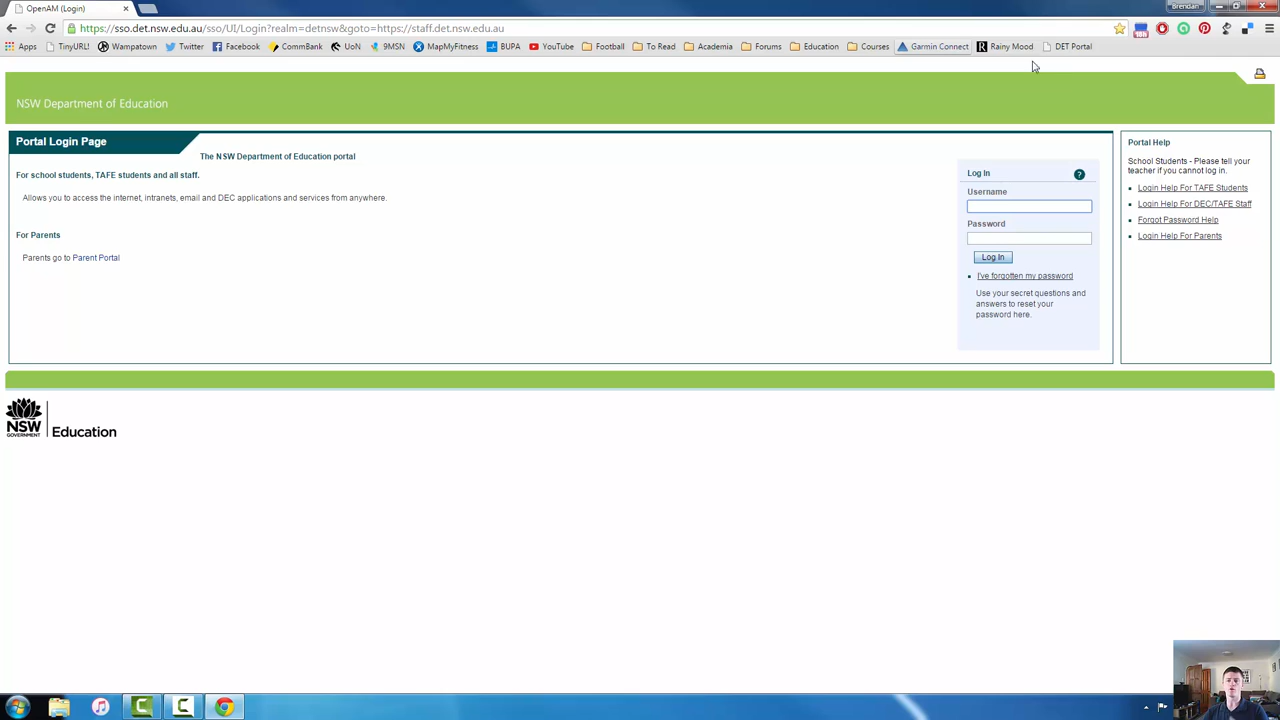 OpenAM (Login)
Brendan
https://sso.det.nsw.edu.au/sso/UI/Login?realm=detnsw&goto=https://staff.det.nsw.edu.au
Apps TinyURL! Wampatown Twitter Facebook CommBank UoN 9MSN MapMyFitness BUPA YouTube Football To Read Academia Forums Education Courses Garmin Connect Rainy Mood DET Portal
NSW Department of Education
Portal Login Page
The NSW Department of Education portal
For school students, TAFE students and all staff.
Allows you to access the internet, intranets, email and DEC applications and services from anywhere.
For Parents
Parents go to Parent Portal
Log In
?
Username
Password
Log In
I've forgotten my password
Use your secret questions and
answers to reset your
password here.
Portal Help
School Students - Please tell your
teacher if you cannot log in.
Login Help For TAFE Students
Login Help For DEC/TAFE Staff
Forgot Password Help
Login Help For Parents
NSW
GOVERNMENT
Education